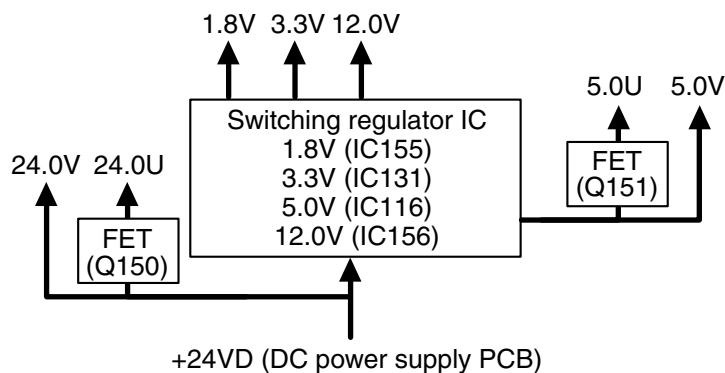 1.8V 3.3V 12.0V
5.0U 5.0V
Switching regulator IC
1.8V (IC155)
3.3V (IC131)
5.0V (IC116)
12.0V (IC156)
FET
(Q151)
24.0V 24.0U
FET
(Q150)
+24VD (DC power supply PCB)